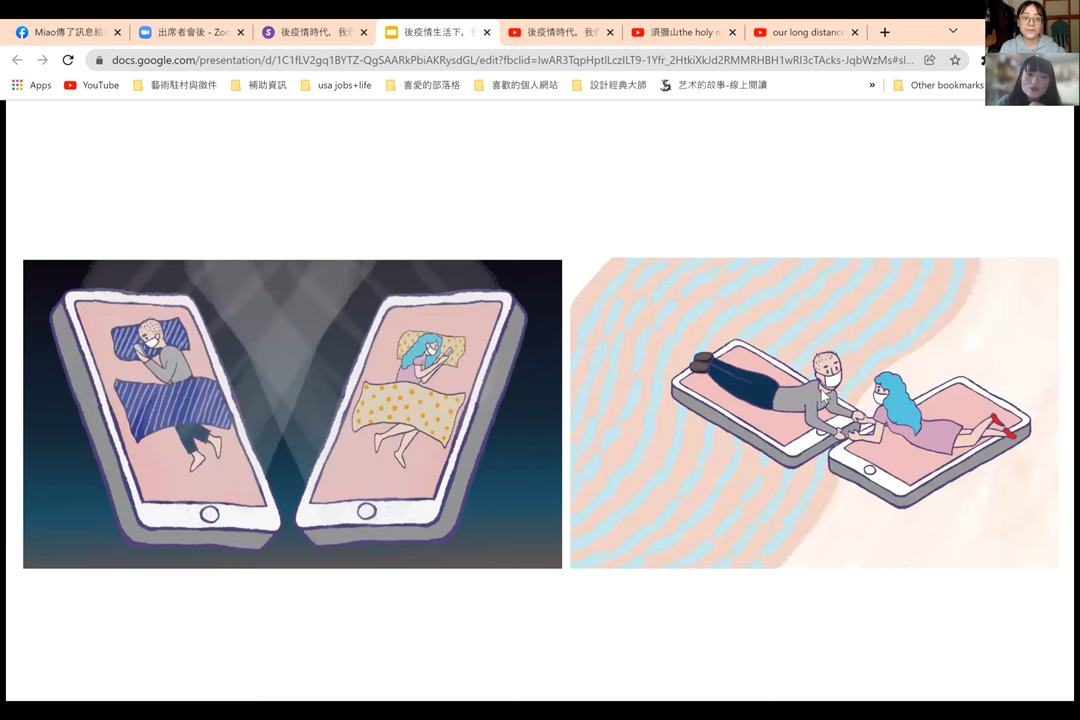 Miao傳了訊息給
出席者會後 - Zoo
後疫情時代，我們
後疫情生活下，
後疫情時代，我們
須彌山the holy m
our long distanc
docs.google.com/presentation/d/1C1fLV2gq1BYTZ-QgSAARkPbiAKRysdGL/edit?fbclid=IwAR3TqpHptlLczILT9-1Yfr_2HtkiXkJd2RMMRHBH1wRI3cTAcks-JqbWzMs#sl...
Apps
YouTube
藝術駐村與徵件
補助資訊
usa jobs+life
喜愛的部落格
喜歡的個人網站
設計經典大師
艺术的故事-线上閱讀
»
Other bookmarks